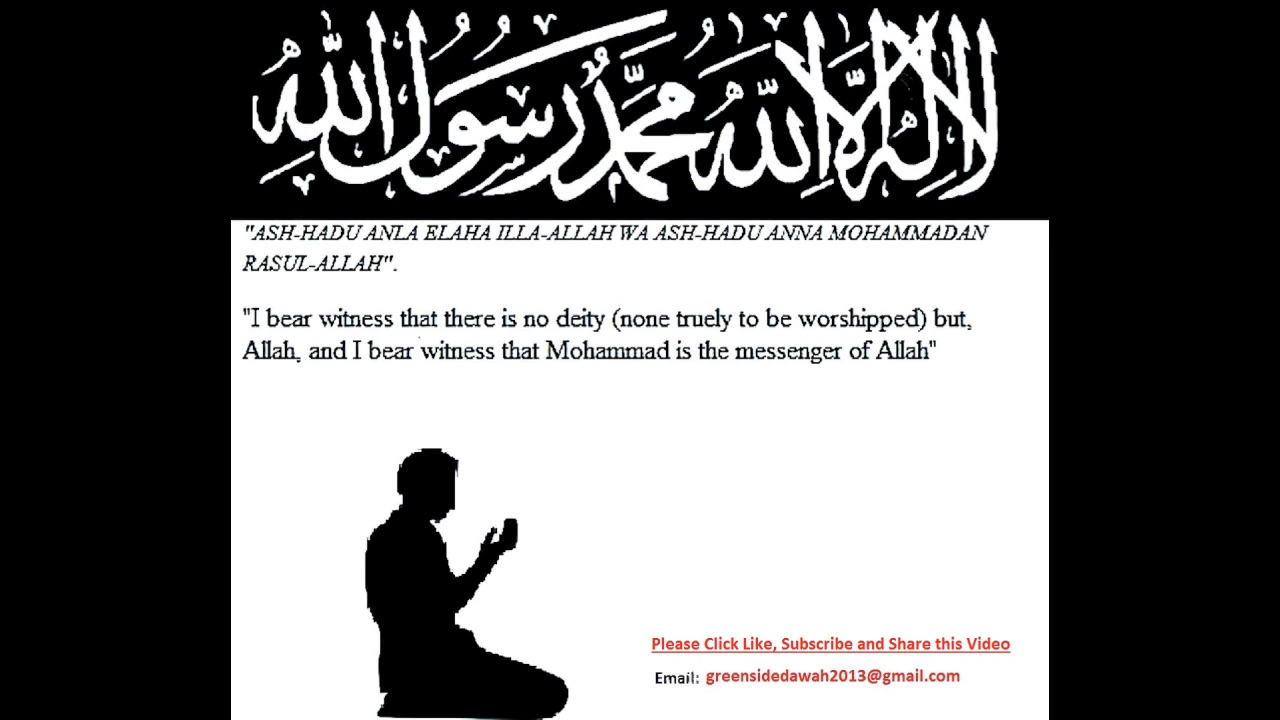 لا إله إلا الله محمد رسول الله
"ASH-HADU ANLA ELAHA ILLA-ALLAH WA ASH-HADU ANNA MOHAMMADAN
RASUL-ALLAH".
"I bear witness that there is no deity (none truely to be worshipped) but,
Allah, and I bear witness that Mohammad is the messenger of Allah"
Please Click Like, Subscribe and Share this Video
Email: greensidedawah2013@gmail.com